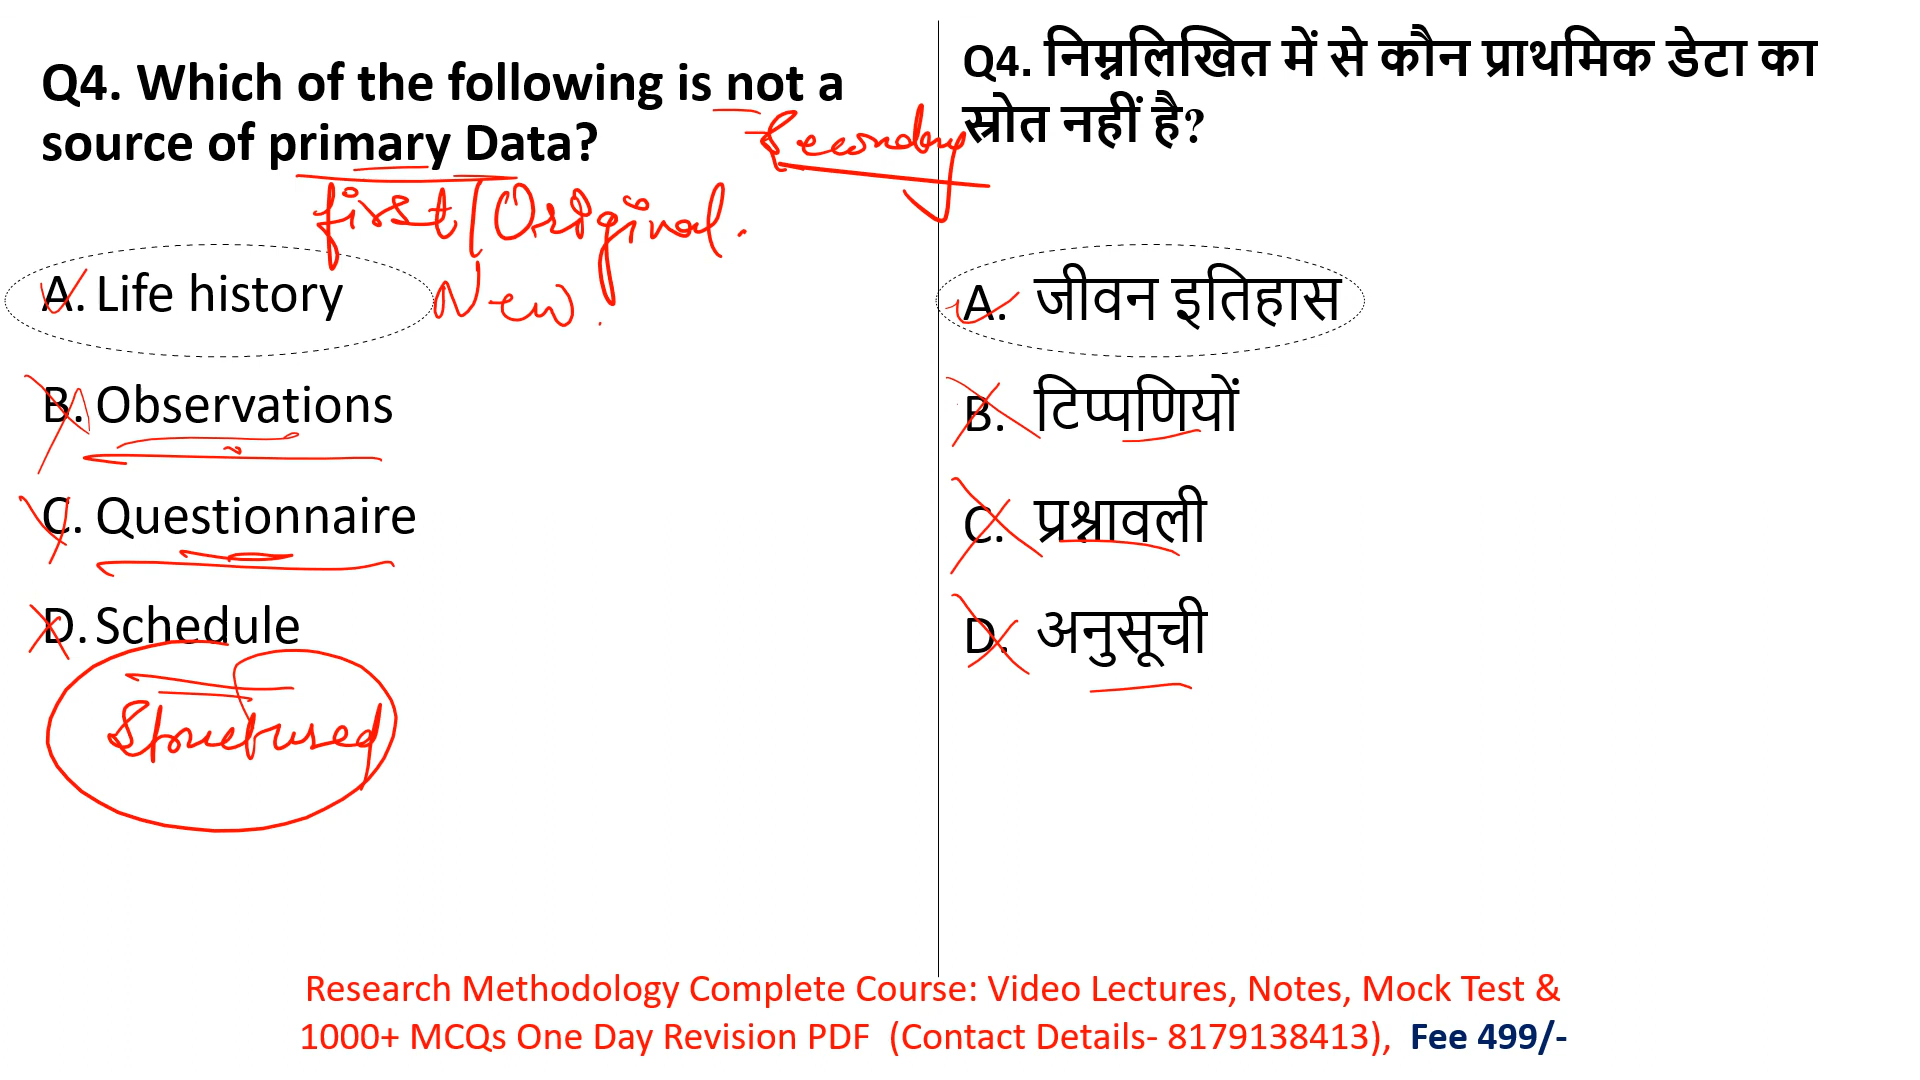 Q4. Which of the following is not a
source of primary Data?
Secondary
first/Original.
New
A. Life history
B. Observations
C. Questionnaire
D. Schedule
Structured
Q4. निम्नलिखित में से कौन प्राथमिक डेटा का
स्रोत नहीं है?
A. जीवन इतिहास
B. टिप्पणियों
C. प्रश्नावली
D. अनुसूची
Research Methodology Complete Course: Video Lectures, Notes, Mock Test &
1000+ MCQs One Day Revision PDF (Contact Details- 8179138413), Fee 499/-